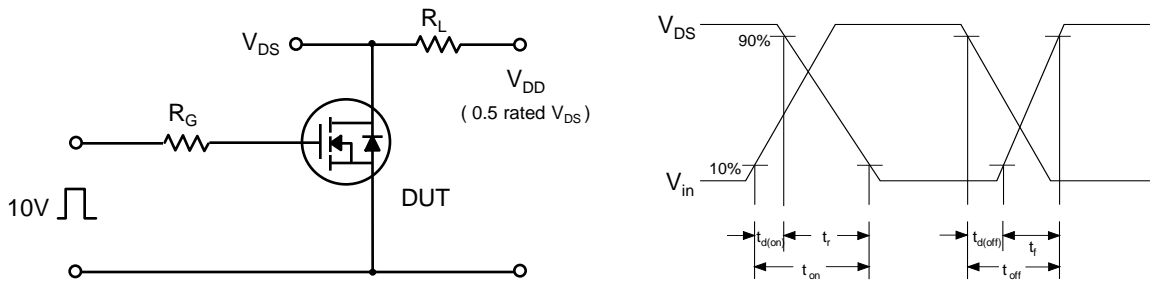 R_L
V_DS
V_DD
( 0.5 rated V_DS )
R_G
DUT
10V
V_DS
90%
10%
V_in
t_d(on)
t_r
t_on
t_d(off)
t_f
t_off